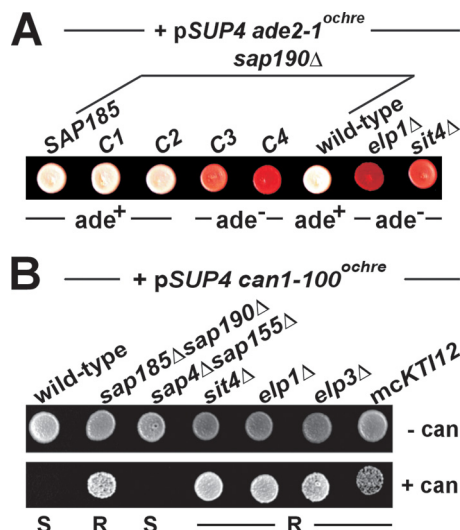 A
+ pSUP4 ade2-1ochre
sap190Δ
SAP185 C1 C2 C3 C4 wild-type elp1Δ sit4Δ
ade+ ade- ade+ ade-
B
+ pSUP4 can1-100ochre
wild-type sap185Δsap190Δ sap4Δsap155Δ sit4Δ elp1Δ elp3Δ mcKTI12
- can
+ can
S R S R